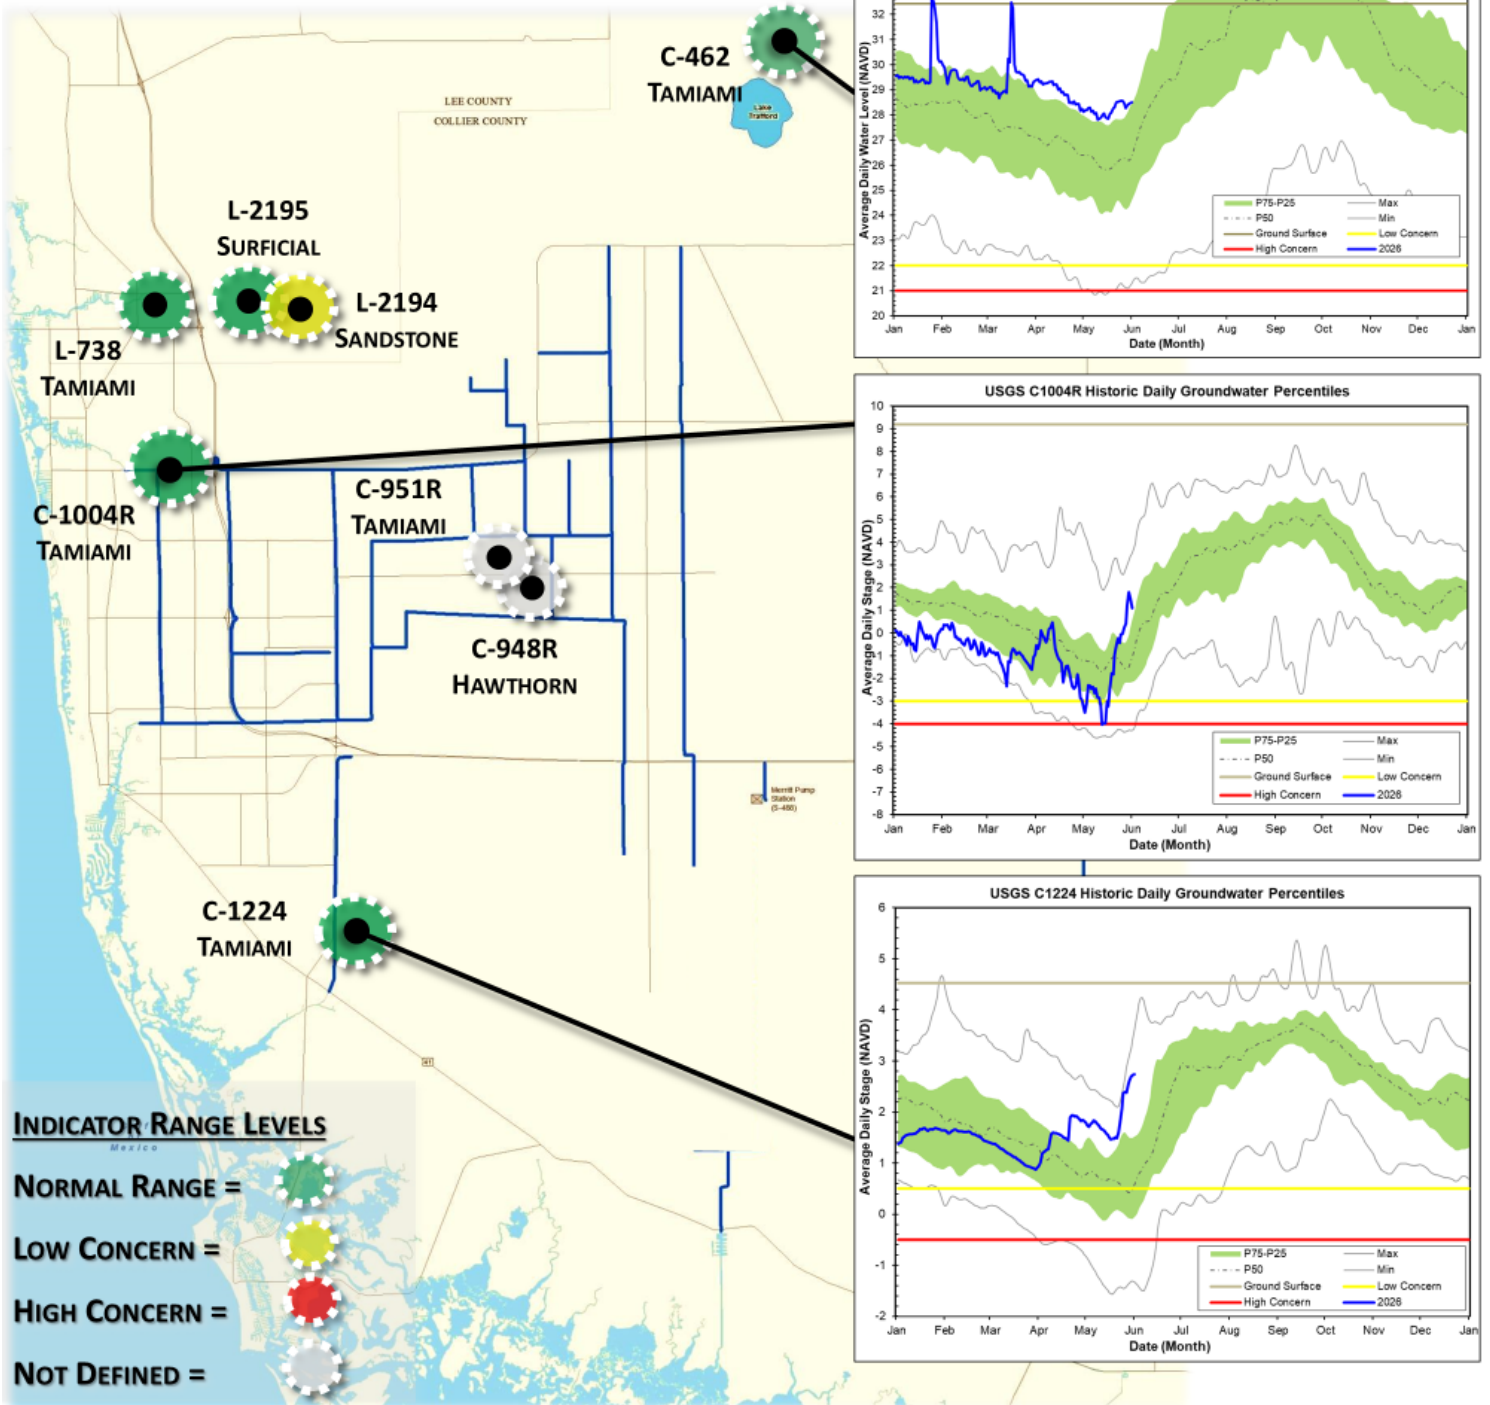 C-462
TAMIAMI
Lake
Trafford
LEE COUNTY
COLLIER COUNTY
L-2195
SURFICIAL
L-2194
SANDSTONE
L-738
TAMIAMI
C-1004R
TAMIAMI
C-951R
TAMIAMI
C-948R
HAWTHORN
Merritt Pump
Station
(S-488)
C-1224
TAMIAMI
41
INDICATOR RANGE LEVELS
Mexico
NORMAL RANGE =
LOW CONCERN =
HIGH CONCERN =
NOT DEFINED =
Average Daily Water Level (NAVD)
32
31
30
29
28
27
26
25
24
23
22
21
20
P75-P25 Max
P50 Min
Ground Surface Low Concern
High Concern 2026
Jan Feb Mar Apr May Jun Jul Aug Sep Oct Nov Dec Jan
Date (Month)
USGS C1004R Historic Daily Groundwater Percentiles
Average Daily Stage (NAVD)
10
9
8
7
6
5
4
3
2
1
0
-1
-2
-3
-4
-5
-6
-7
-8
P75-P25 Max
P50 Min
Ground Surface Low Concern
High Concern 2026
Jan Feb Mar Apr May Jun Jul Aug Sep Oct Nov Dec Jan
Date (Month)
USGS C1224 Historic Daily Groundwater Percentiles
Average Daily Stage (NAVD)
6
5
4
3
2
1
0
-1
-2
P75-P25 Max
P50 Min
Ground Surface Low Concern
High Concern 2026
Jan Feb Mar Apr May Jun Jul Aug Sep Oct Nov Dec Jan
Date (Month)